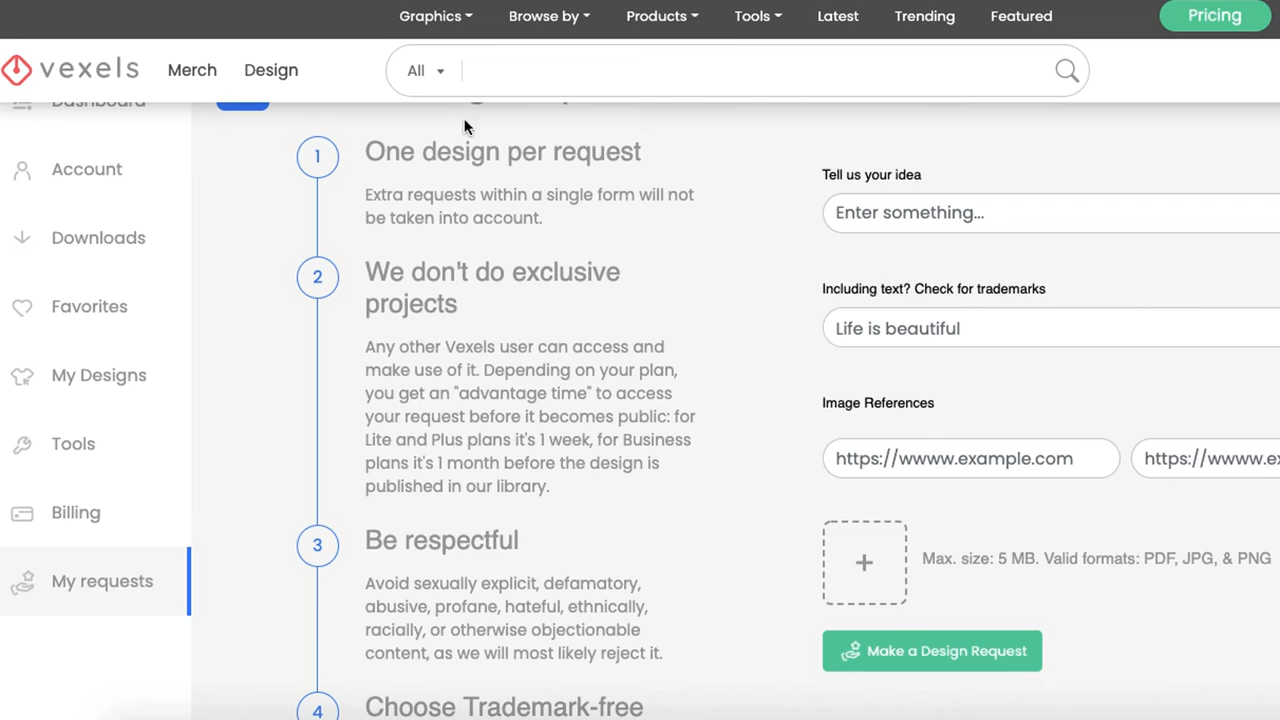 Graphics
Browse by
Products
Tools
Latest
Trending
Featured
Pricing
vexels
Merch
Design
All
Dashboard
Account
Downloads
Favorites
My Designs
Tools
Billing
My requests
1
One design per request
Extra requests within a single form will not
be taken into account.
2
We don't do exclusive
projects
Any other Vexels user can access and
make use of it. Depending on your plan,
you get an "advantage time" to access
your request before it becomes public: for
Lite and Plus plans it's 1 week, for Business
plans it's 1 month before the design is
published in our library.
3
Be respectful
Avoid sexually explicit, defamatory,
abusive, profane, hateful, ethnically,
racially, or otherwise objectionable
content, as we will most likely reject it.
4
Choose Trademark-free
Tell us your idea
Enter something...
Including text? Check for trademarks
Life is beautiful
Image References
https://wwww.example.com
https://wwww.ex
Max. size: 5 MB. Valid formats: PDF, JPG, & PNG
Make a Design Request